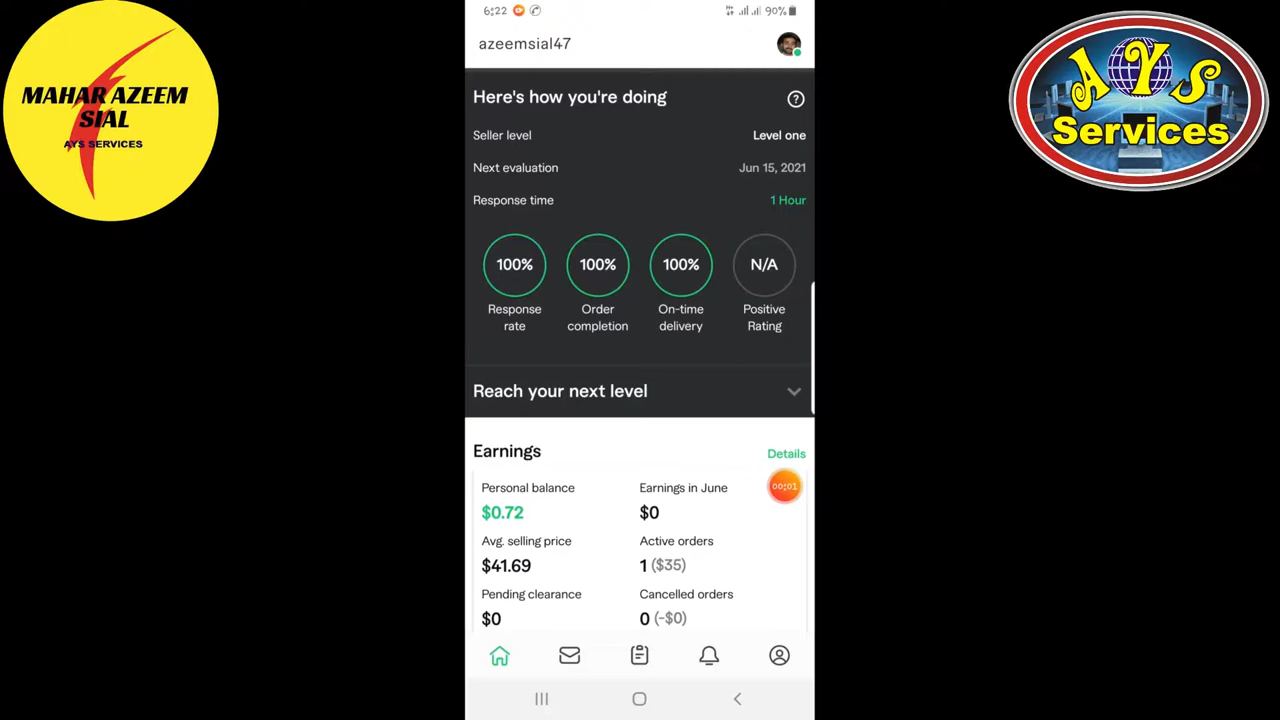 MAHAR AZEEM
SIAL
AYS SERVICES
6:22
90%
azeemsial47
Here's how you're doing
Seller level Level one
Next evaluation Jun 15, 2021
Response time 1 Hour
100% 100% 100% N/A
Response rate
Order completion
On-time delivery
Positive Rating
Reach your next level
Earnings Details
Personal balance Earnings in June
$0.72 $0
00:01
Avg. selling price Active orders
$41.69 1 ($35)
Pending clearance Cancelled orders
$0 0 (-$0)
AYS
Services